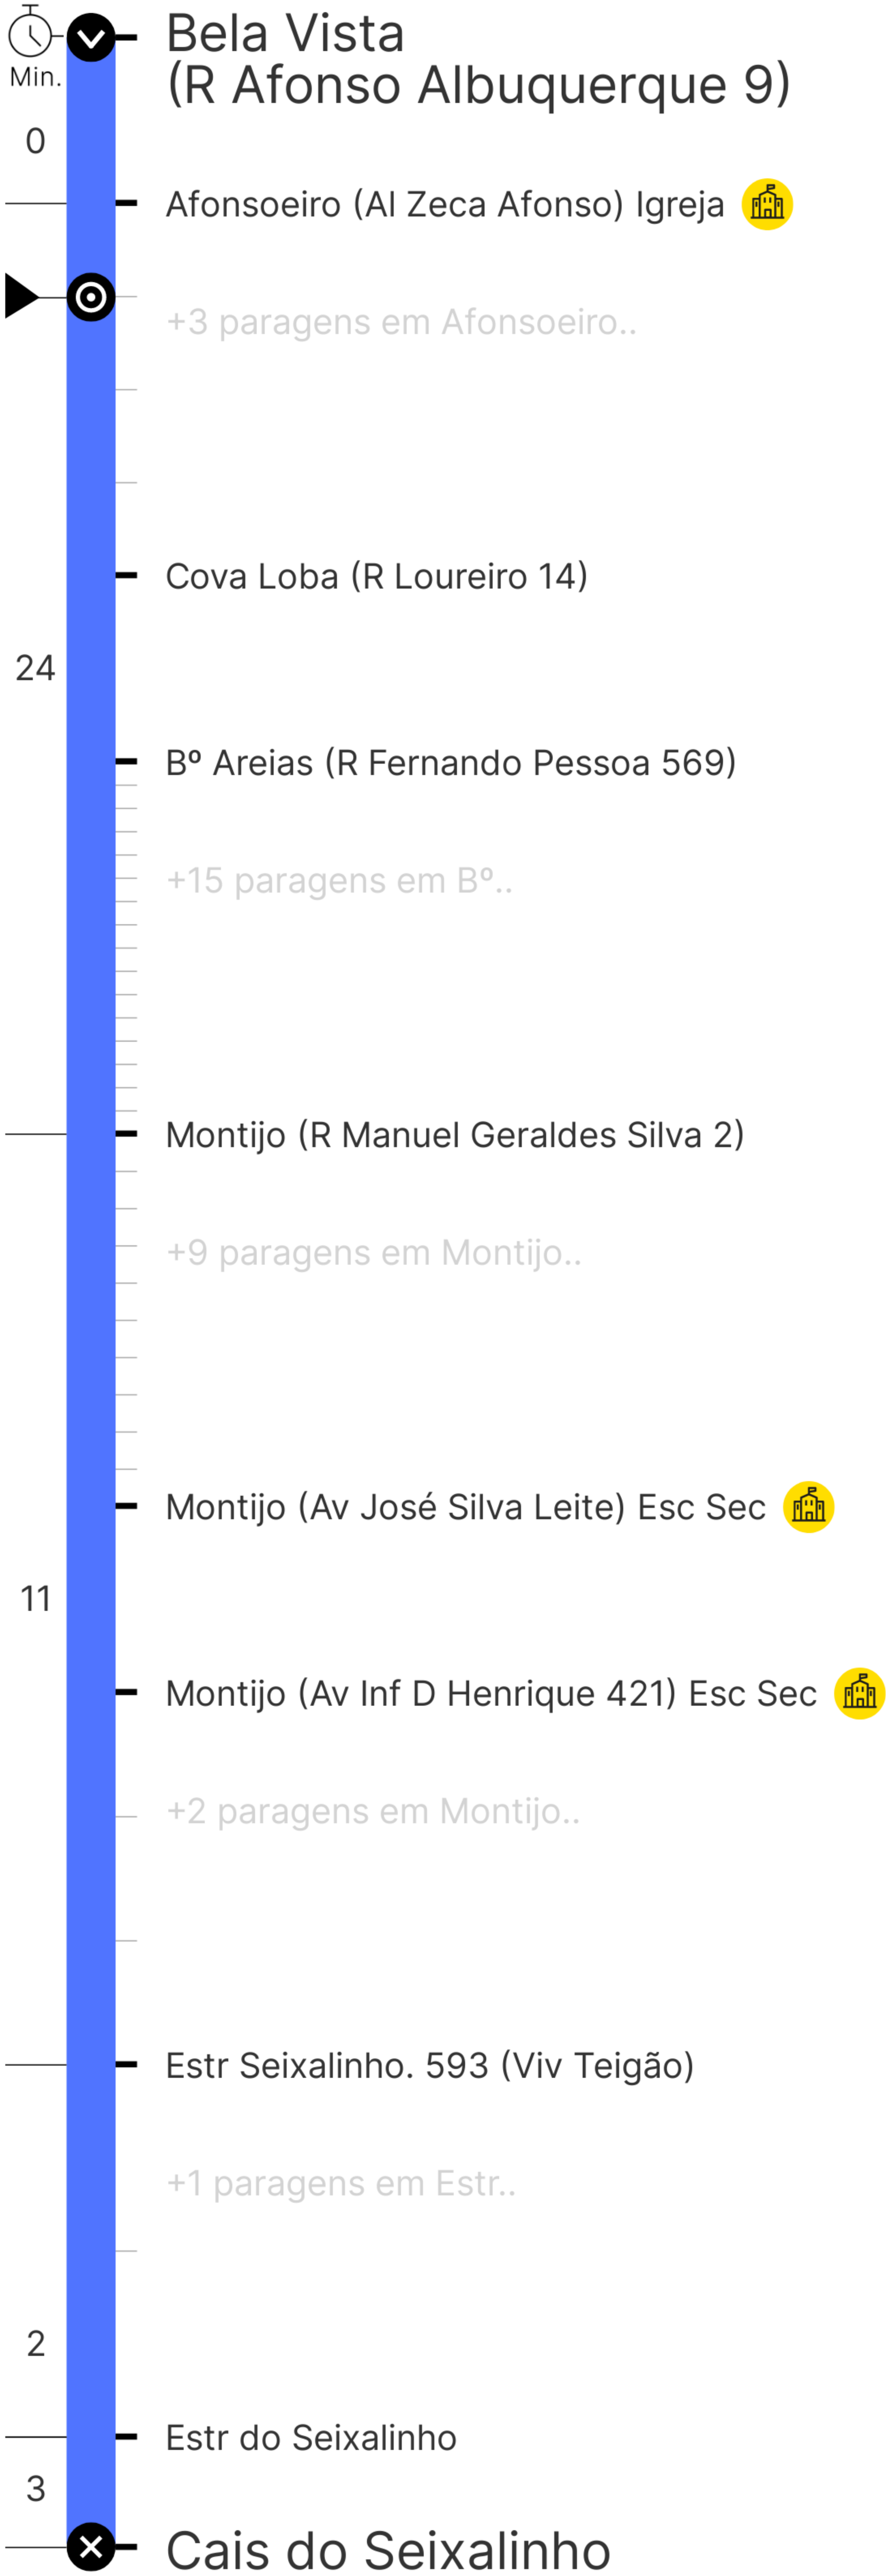 Bela Vista
(R Afonso Albuquerque 9)
Min.
0
Afonsoeiro (Al Zeca Afonso) Igreja
+3 paragens em Afonsoeiro..
Cova Loba (R Loureiro 14)
24
Bº Areias (R Fernando Pessoa 569)
+15 paragens em Bº..
Montijo (R Manuel Geraldes Silva 2)
+9 paragens em Montijo..
Montijo (Av José Silva Leite) Esc Sec
11
Montijo (Av Inf D Henrique 421) Esc Sec
+2 paragens em Montijo..
Estr Seixalinho. 593 (Viv Teigão)
+1 paragens em Estr..
2
Estr do Seixalinho
3
Cais do Seixalinho